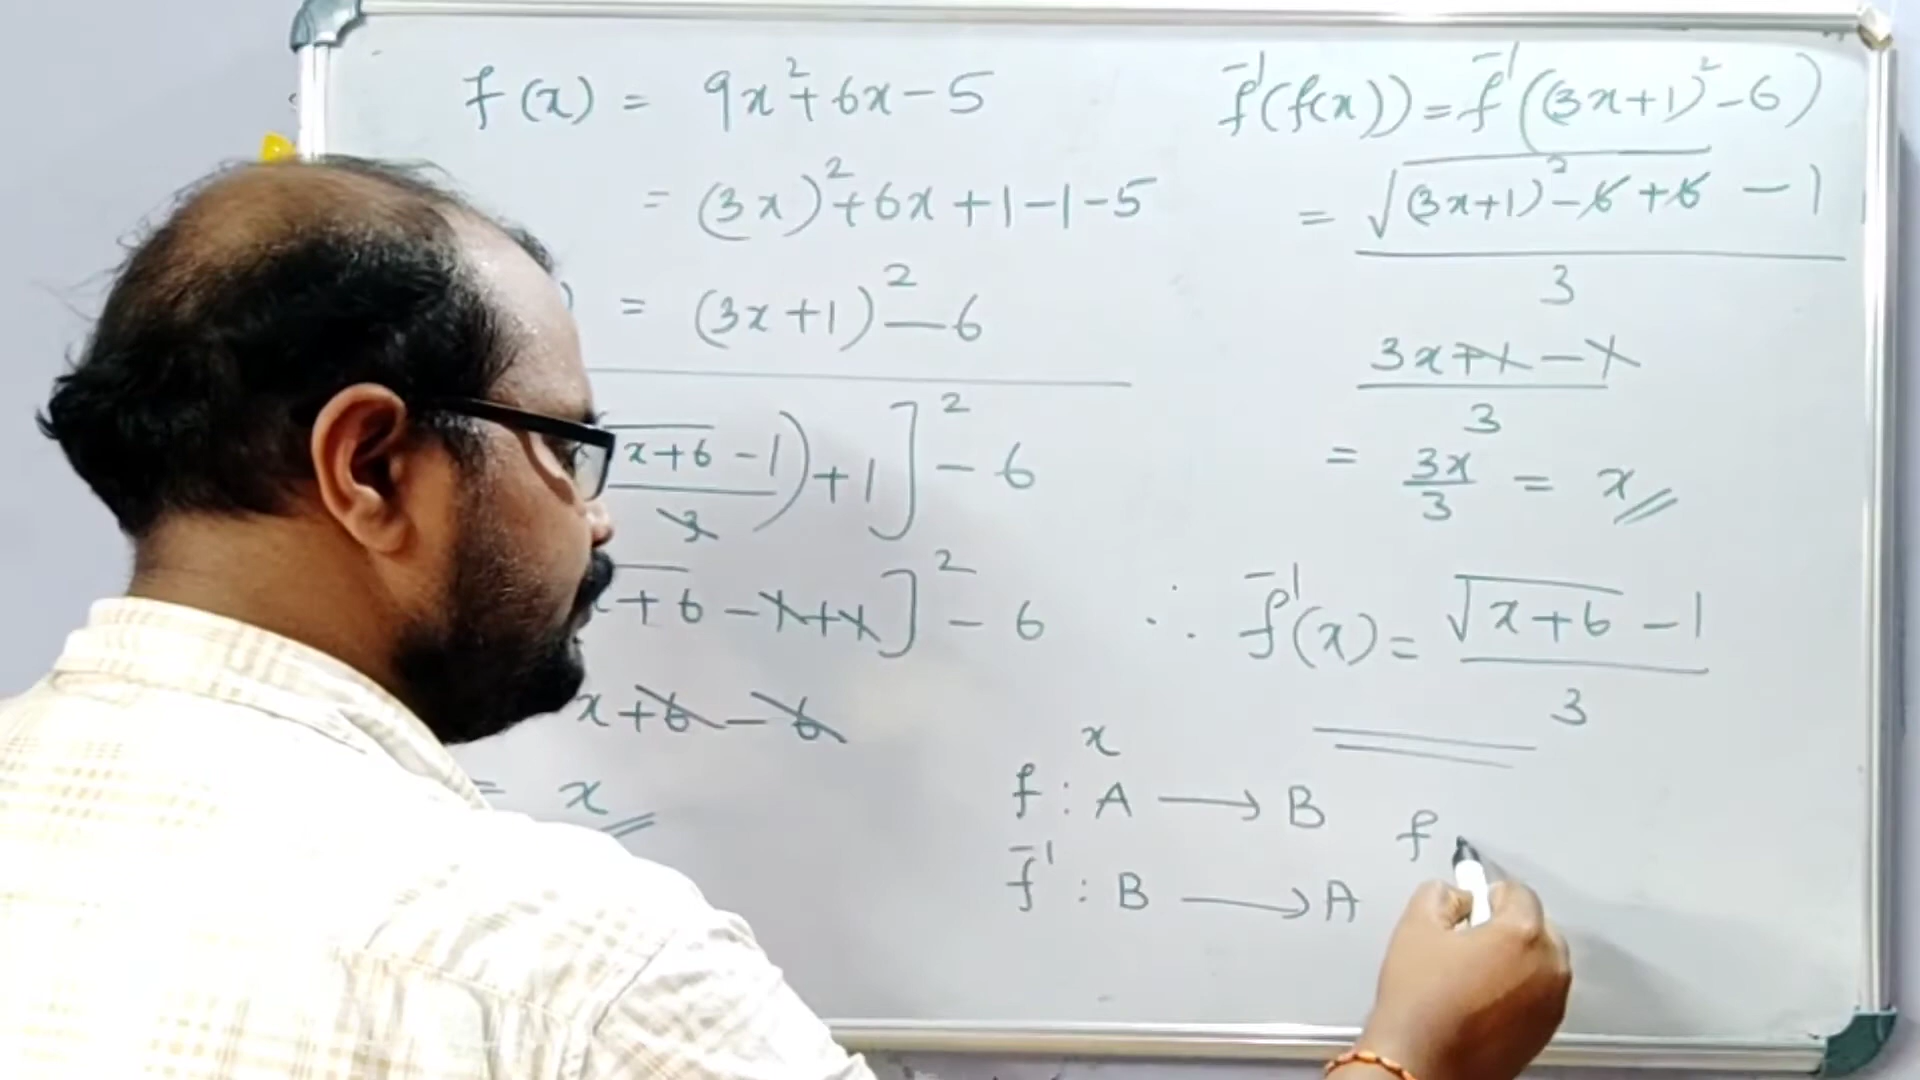 f(x) = 9x²+6x-5
= (3x)²+6x+1-1-5
) = (3x+1)²-6
x+6 -1)+1]² - 6
3
x+6 -1+1]² - 6
x+6-6
= x
f⁻¹(f(x)) = f⁻¹((3x+1)²-6)
= √(3x+1)²-6+6 - 1
3
3x+1-1
3
= 3x/3 = x
∴ f⁻¹(x) = √x+6 - 1
3
x
f : A → B
f⁻¹ : B → A
f